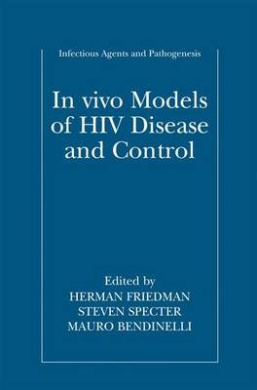 Infectious Agents and Pathogenesis
In vivo Models
of HIV Disease
and Control
Edited by
HERMAN FRIEDMAN
STEVEN SPECTER
MAURO BENDINELLI